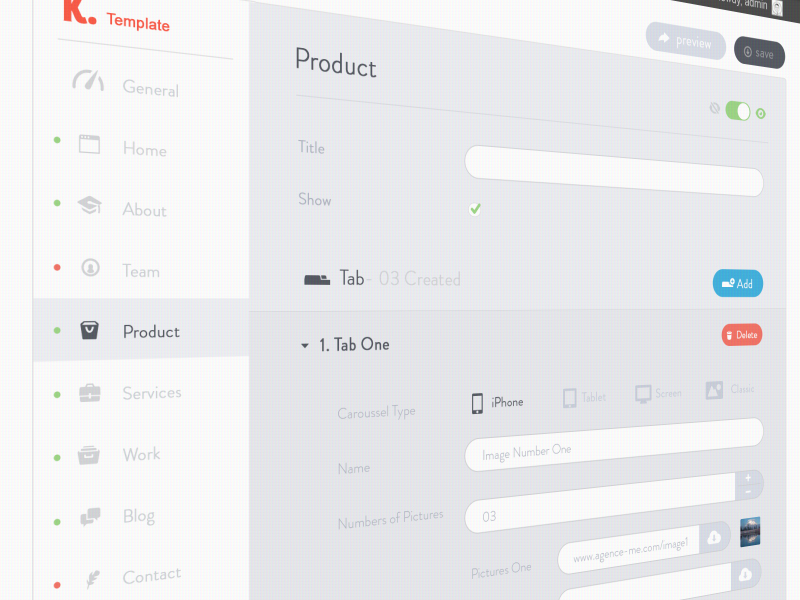 admin
K.
Template
preview
save
Product
General
Title
Home
Show
About
Tab - 03 Created
Add
Team
Product
1. Tab One
Delete
iPhone
Tablet
Screen
Classic
Caroussel Type
Services
Name
Image Number One
Work
Numbers of Pictures
03
Blog
Pictures One
www.agence-me.com/image1
Contact